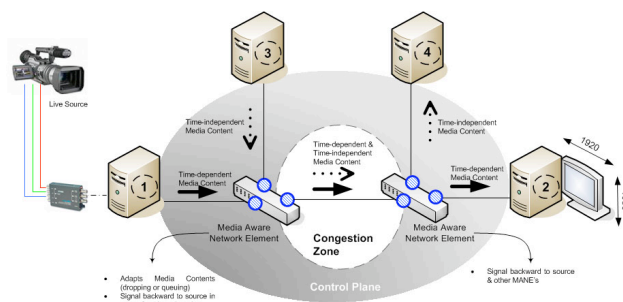 3
4
Live Source
Time-independent
Media Content
Time-independent
Media Content
1920
Time-dependent &
Time-independent
Media Content
1
Time-dependent
Media Content
Time-dependent
Media Content
2
Media Aware
Network Element
Congestion
Zone
Media Aware
Network Element
• Adapts Media Contents
(dropping or queuing)
• Signal backward to source in
• Signal backward to source
& other MANE's
Control Plane